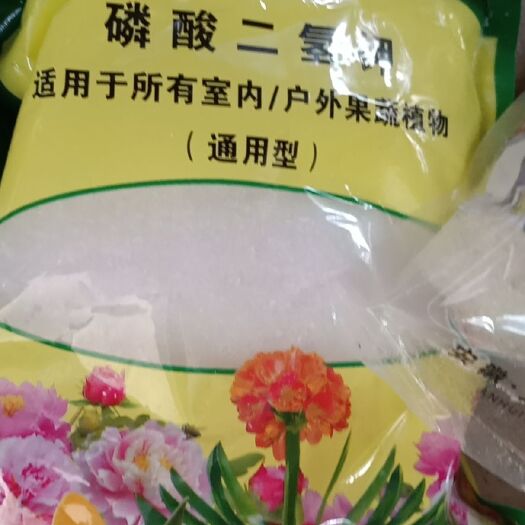 磷酸二氢钾
适用于所有室内/户外果蔬植物
（通用型）